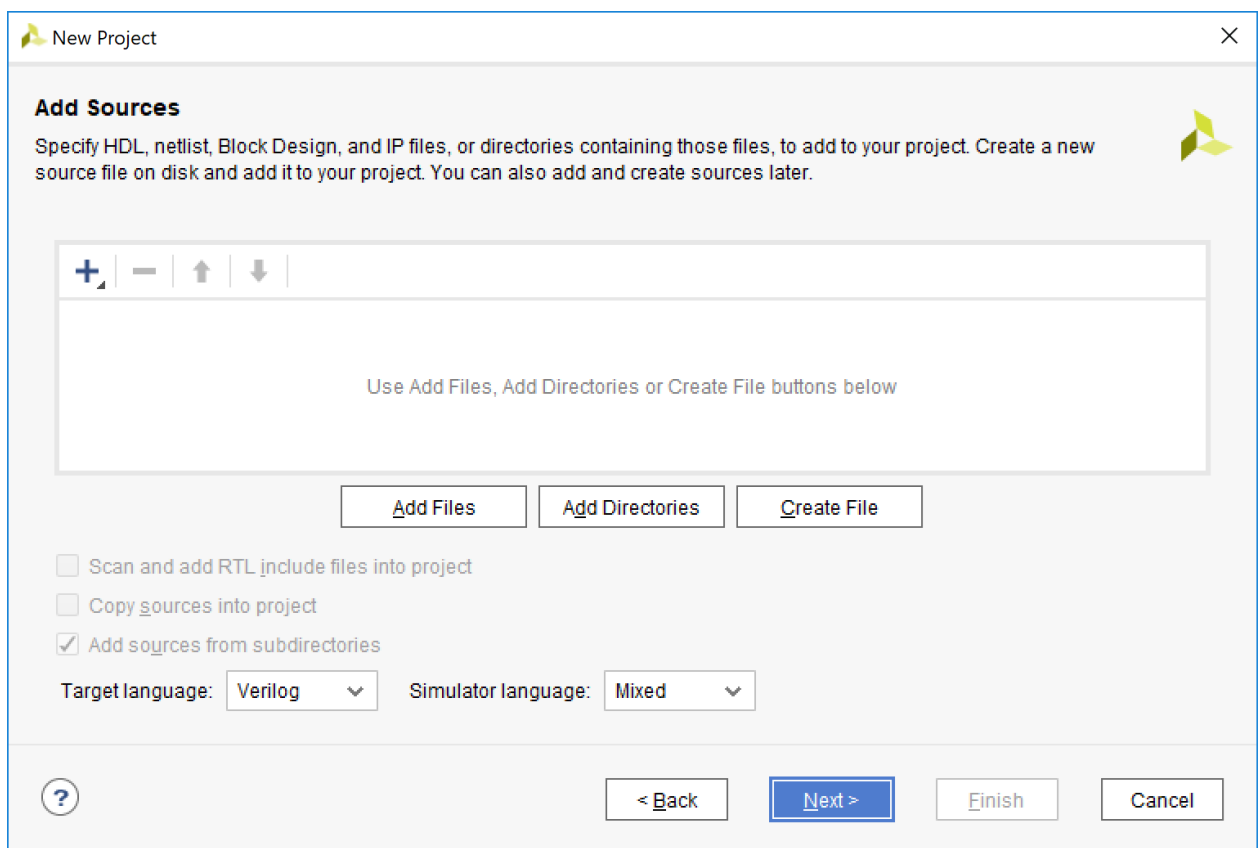 New Project
Add Sources
Specify HDL, netlist, Block Design, and IP files, or directories containing those files, to add to your project. Create a new
source file on disk and add it to your project. You can also add and create sources later.
Use Add Files, Add Directories or Create File buttons below
Add Files Add Directories Create File
Scan and add RTL include files into project
Copy sources into project
Add sources from subdirectories
Target language: Verilog Simulator language: Mixed
? < Back Next > Finish Cancel